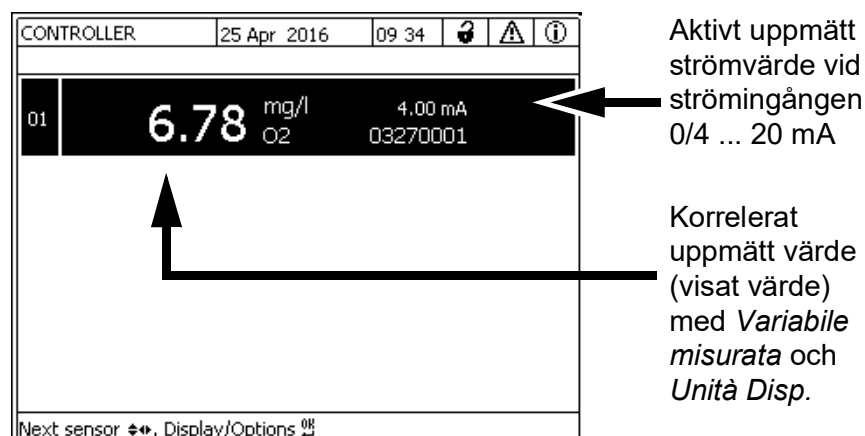 CONTROLLER 25 Apr 2016 09 34
01 6.78 mg/l O2 4.00 mA 03270001
Next sensor, Display/Options
Aktivt uppmätt
strömvärde vid
strömingången
0/4 ... 20 mA
Korrelerat
uppmätt värde
(visat värde)
med Variabile
misurata och
Unità Disp.